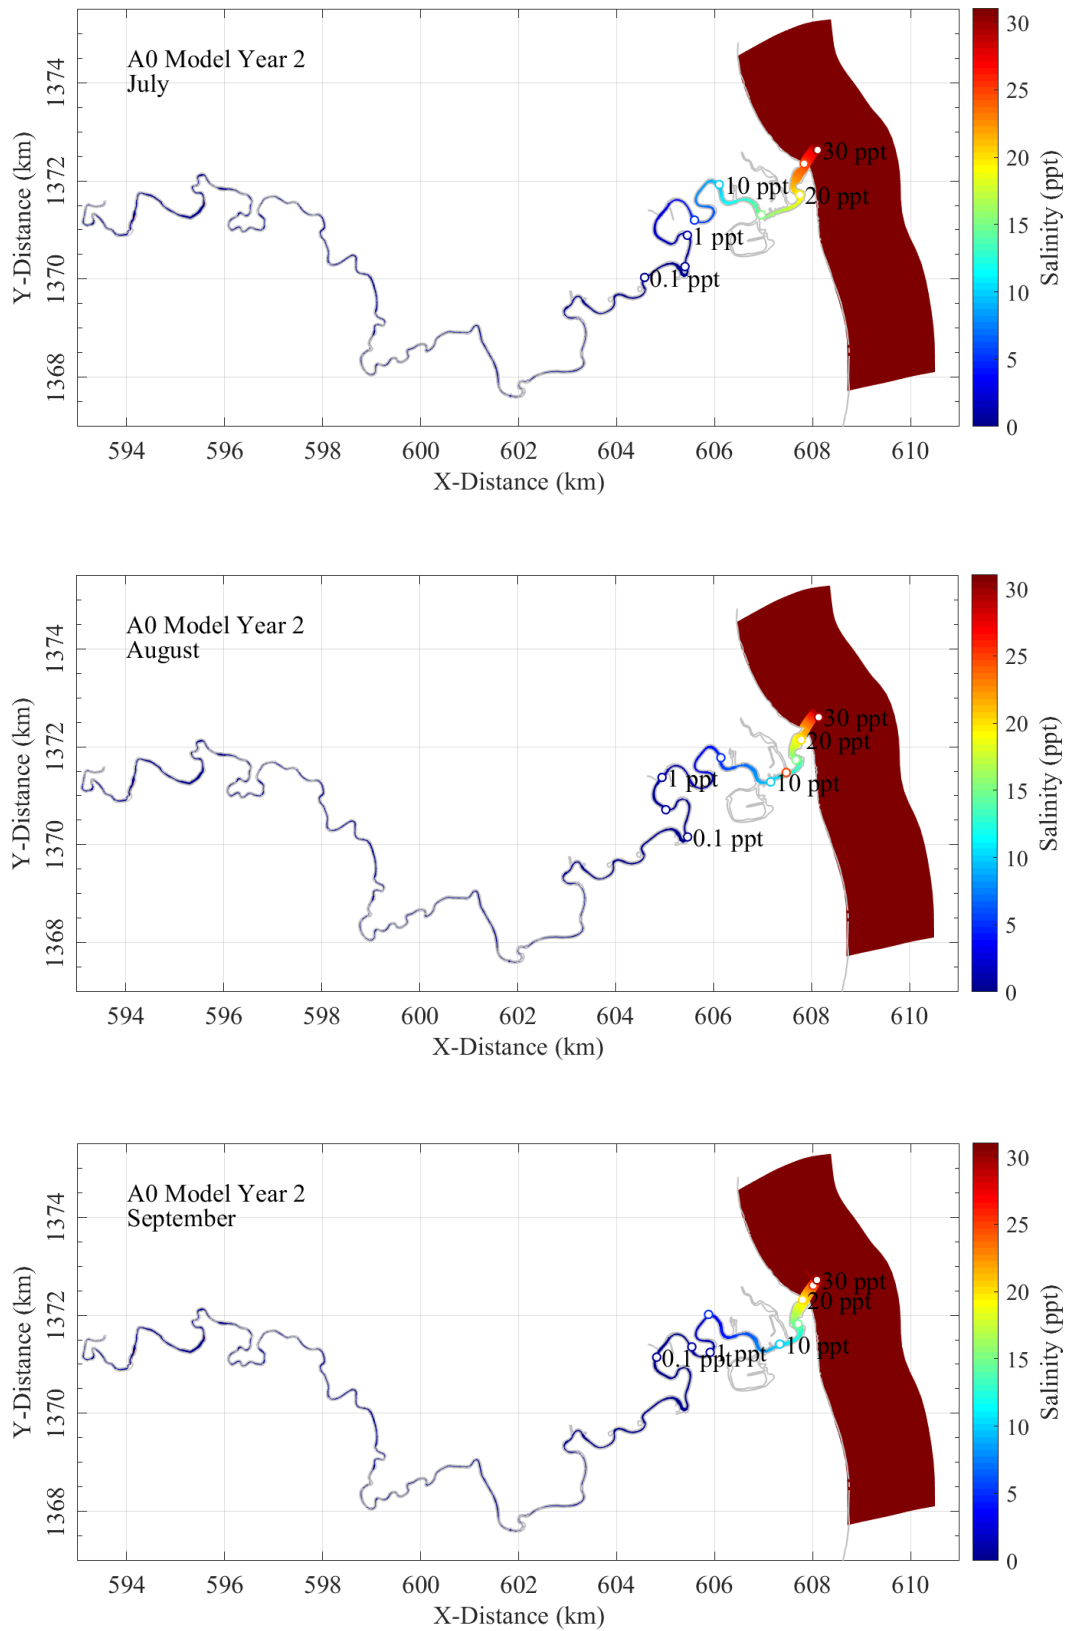 A0 Model Year 2
July
30 ppt
10 ppt
20 ppt
1 ppt
0.1 ppt
1374
1372
1370
1368
Y-Distance (km)
594 596 598 600 602 604 606 608 610
X-Distance (km)
30
25
20
15
10
5
0
Salinity (ppt)
A0 Model Year 2
August
30 ppt
20 ppt
1 ppt
10 ppt
0.1 ppt
1374
1372
1370
1368
Y-Distance (km)
594 596 598 600 602 604 606 608 610
X-Distance (km)
30
25
20
15
10
5
0
Salinity (ppt)
A0 Model Year 2
September
30 ppt
20 ppt
10 ppt
1 ppt
0.1 ppt
1374
1372
1370
1368
Y-Distance (km)
594 596 598 600 602 604 606 608 610
X-Distance (km)
30
25
20
15
10
5
0
Salinity (ppt)